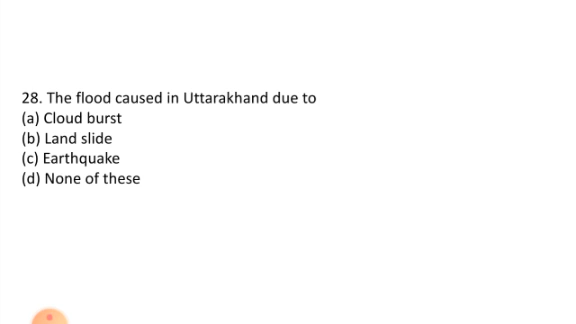 28. The flood caused in Uttarakhand due to
(a) Cloud burst
(b) Land slide
(c) Earthquake
(d) None of these